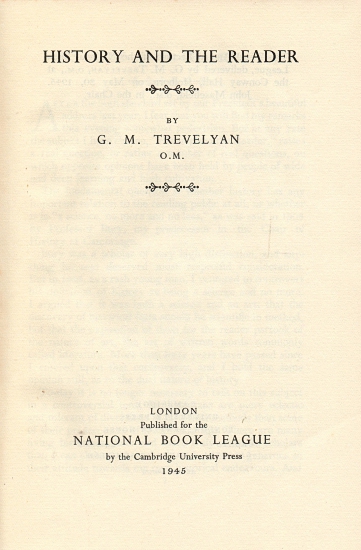 HISTORY AND THE READER
BY
G. M. TREVELYAN
O.M.
LONDON
Published for the
NATIONAL BOOK LEAGUE
by the Cambridge University Press
1945